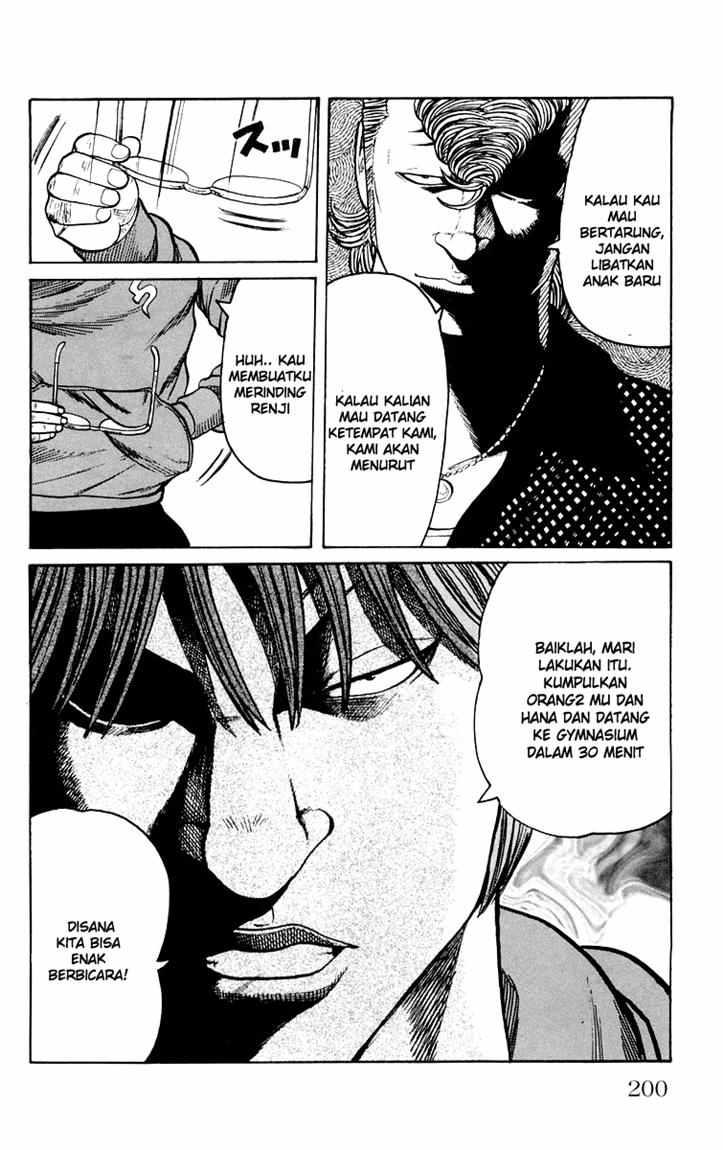 KALAU KAU
MAU
BERTARUNG,
JANGAN
LIBATKAN
ANAK BARU
KALAU KALIAN
MAU DATANG
KETEMPAT KAMI,
KAMI AKAN
MENURUT
スッ
HUH.. KAU
MEMBUATKU
MERINDING
RENJI
BAIKLAH, MARI
LAKUKAN ITU.
KUMPULKAN
ORANG2 MU DAN
HANA DAN DATANG
KE GYMNASIUM
DALAM 30 MENIT
DISANA
KITA BISA
ENAK
BERBICARA!
200